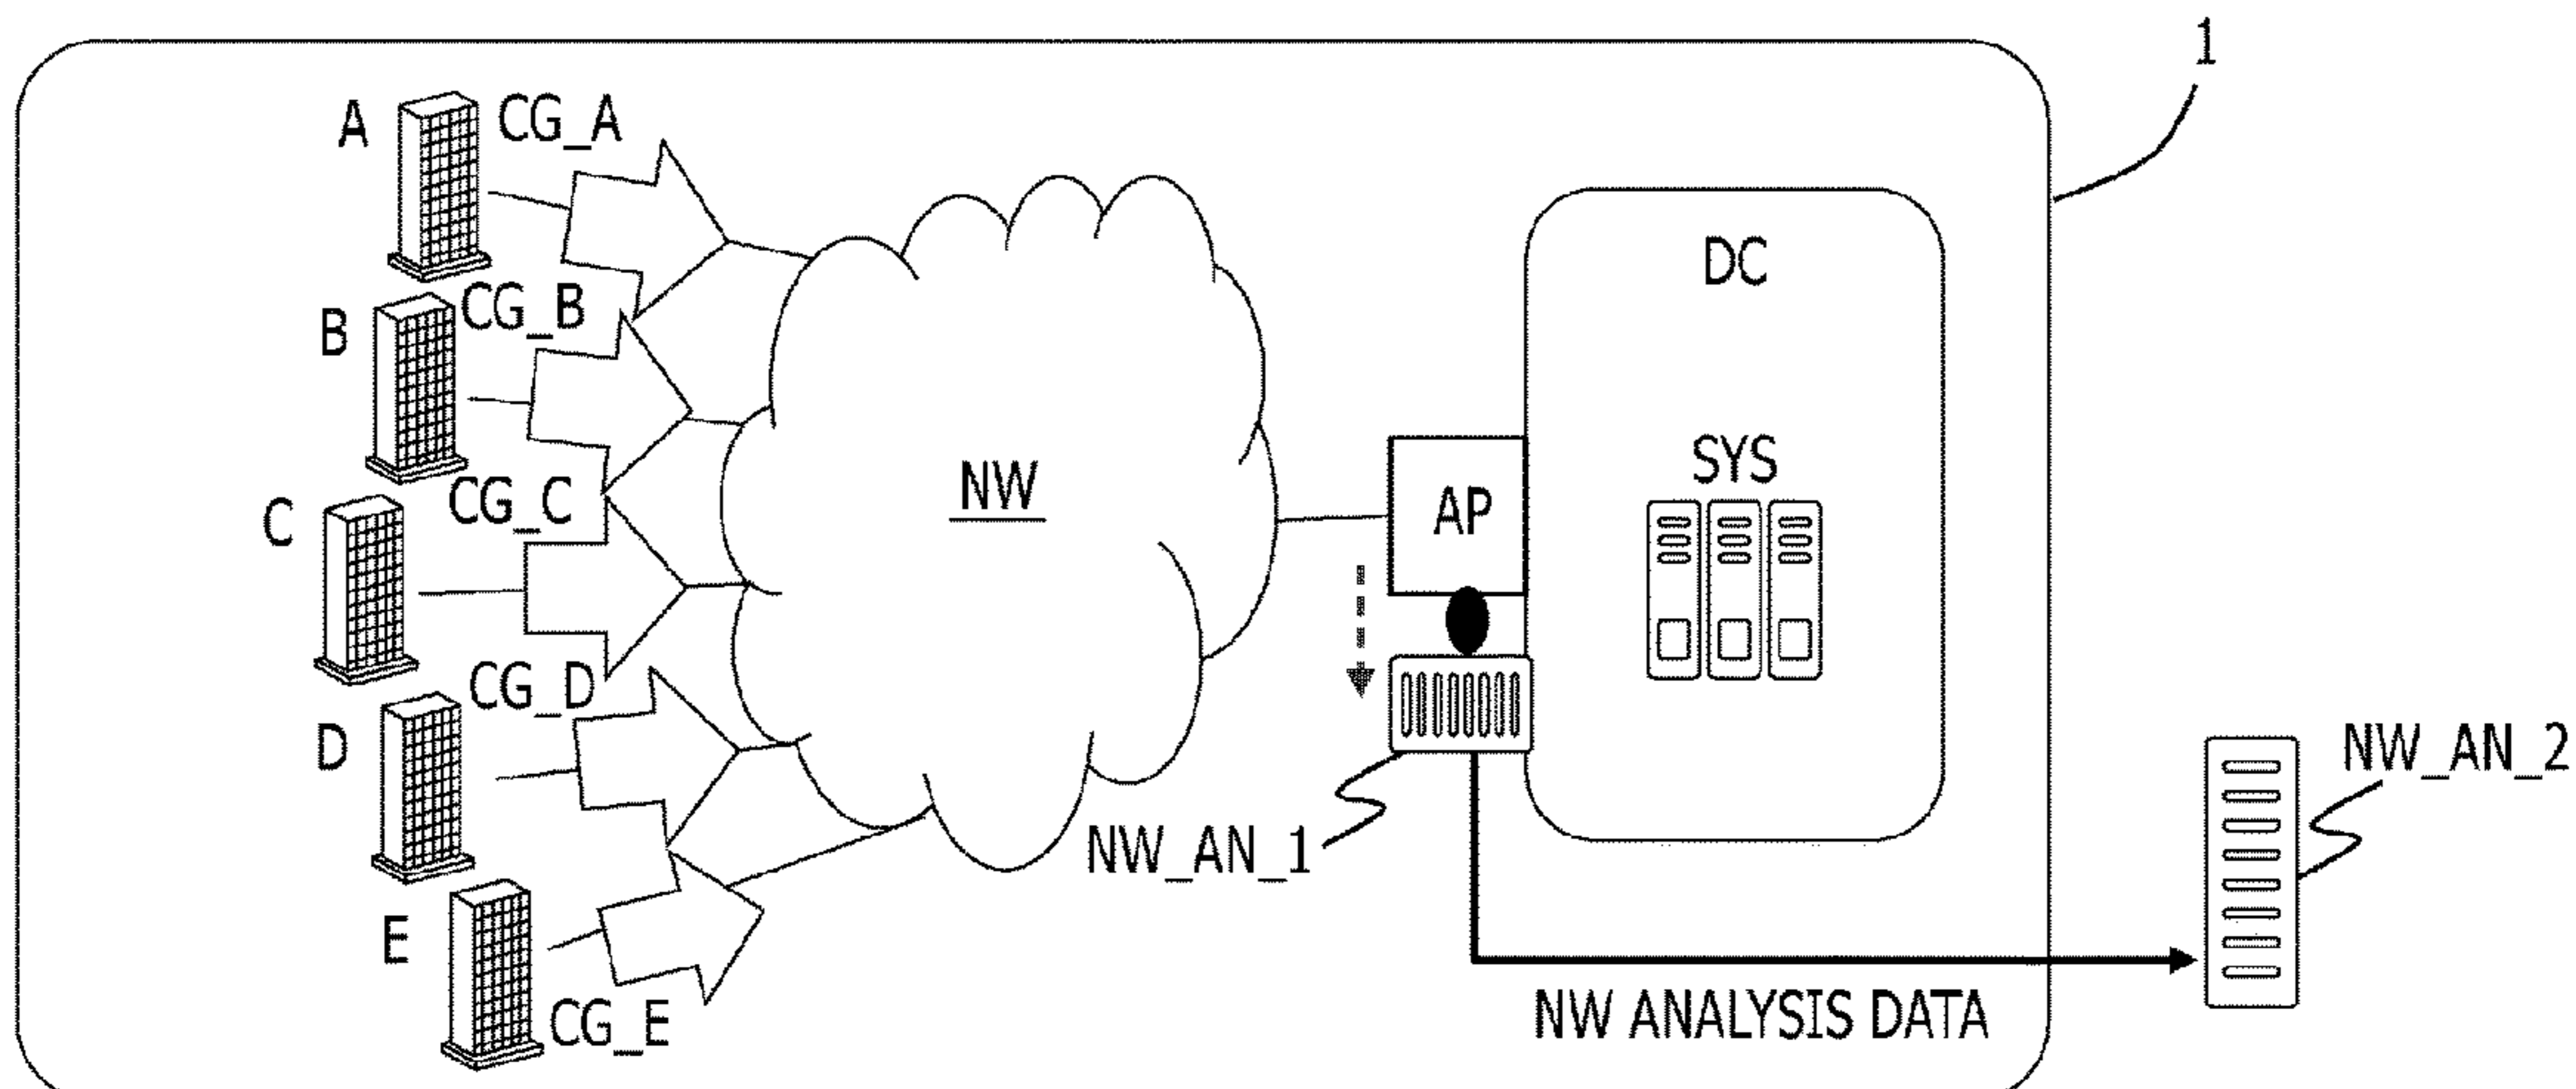 1
A
CG_A
DC
B
CG_B
SYS
C
CG_C
NW
AP
D
CG_D
NW_AN_2
NW_AN_1
E
CG_E
NW ANALYSIS DATA